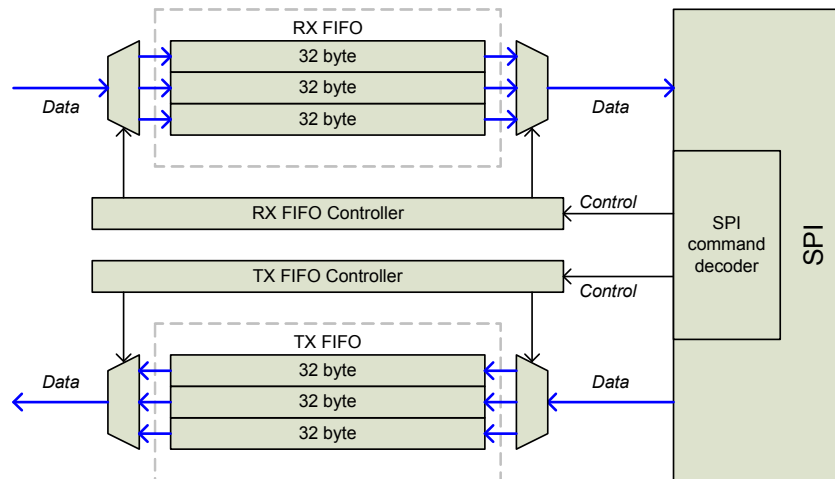 RX FIFO
32 byte
32 byte
32 byte
Data
Data
RX FIFO Controller
Control
SPI
command
decoder
SPI
TX FIFO Controller
Control
TX FIFO
32 byte
32 byte
32 byte
Data
Data